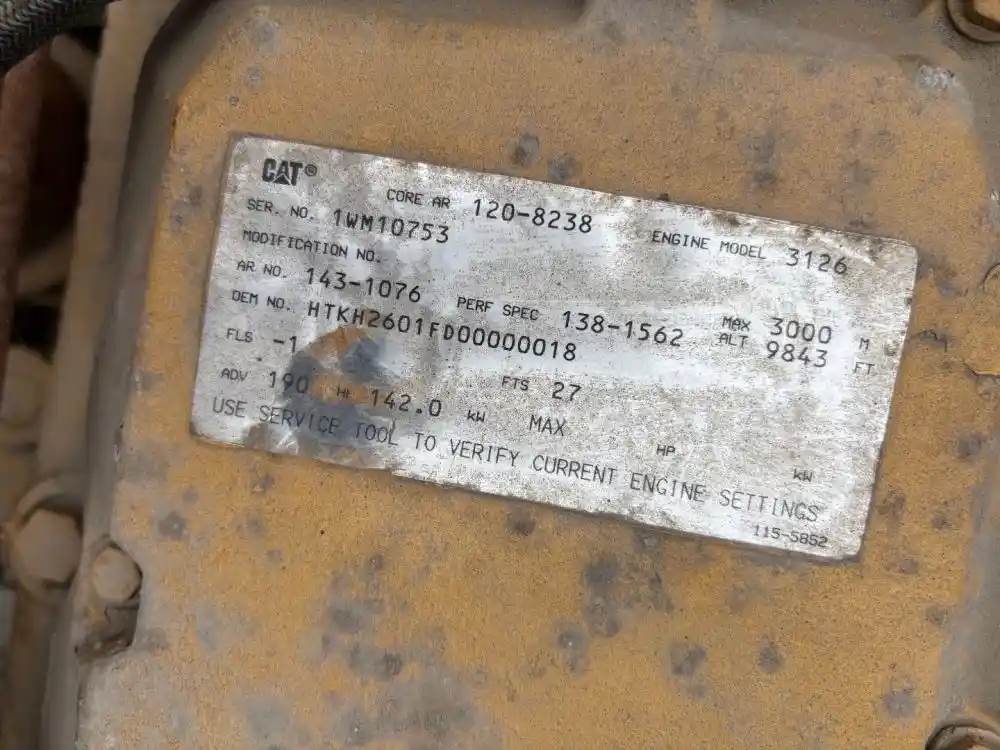 CAT®
CORE AR 120-8238 ENGINE MODEL 3126
SER. NO. 1WM10753
MODIFICATION NO.
AR NO. 143-1076 PERF SPEC 138-1562 MAX ALT 3000 M 9843 FT
OEM NO. HTKH2601FD00000018
FLS -1 FTS 27
ADV 190 HP 142.0 kW MAX HP kW
USE SERVICE TOOL TO VERIFY CURRENT ENGINE SETTINGS
115-5852